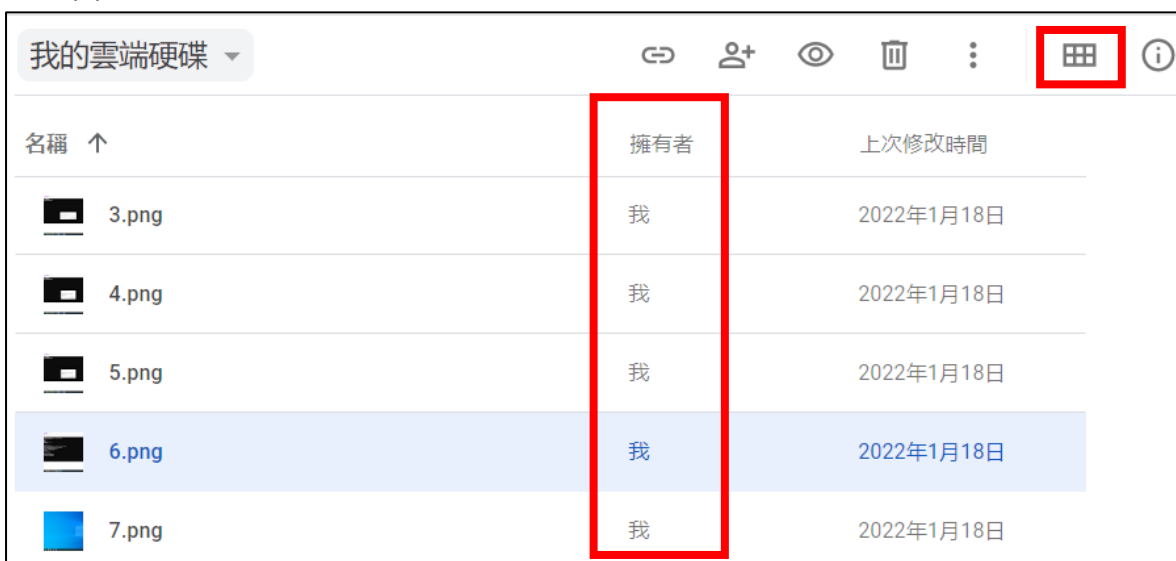 我的雲端硬碟
名稱 擁有者 上次修改時間
3.png 我 2022年1月18日
4.png 我 2022年1月18日
5.png 我 2022年1月18日
6.png 我 2022年1月18日
7.png 我 2022年1月18日